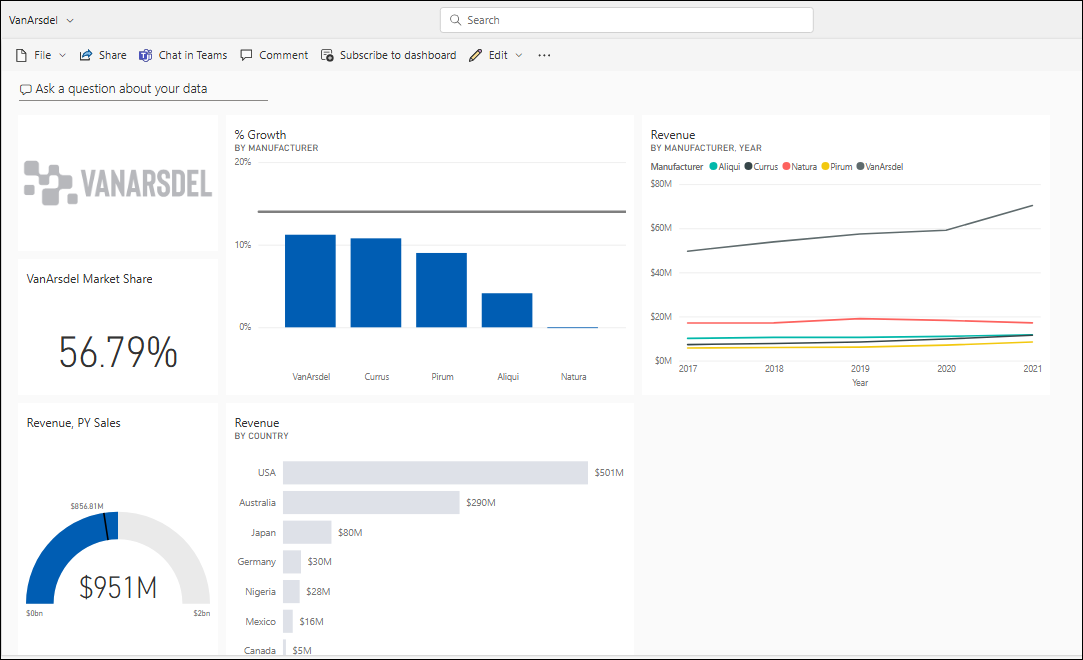 VanArsdel
Search
File Share Chat in Teams Comment Subscribe to dashboard Edit ...
Ask a question about your data
VANARSDEL
VanArsdel Market Share
56.79%
Revenue, PY Sales
$856.81M
$951M
$0bn $2bn
% Growth
BY MANUFACTURER
20%
10%
0%
VanArsdel Currus Pirum Aliqui Natura
Revenue
BY COUNTRY
USA $501M
Australia $290M
Japan $80M
Germany $30M
Nigeria $28M
Mexico $16M
Canada $5M
Revenue
BY MANUFACTURER, YEAR
Manufacturer Aliqui Currus Natura Pirum VanArsdel
$80M
$60M
$40M
$20M
$0M
2017 2018 2019 2020 2021
Year